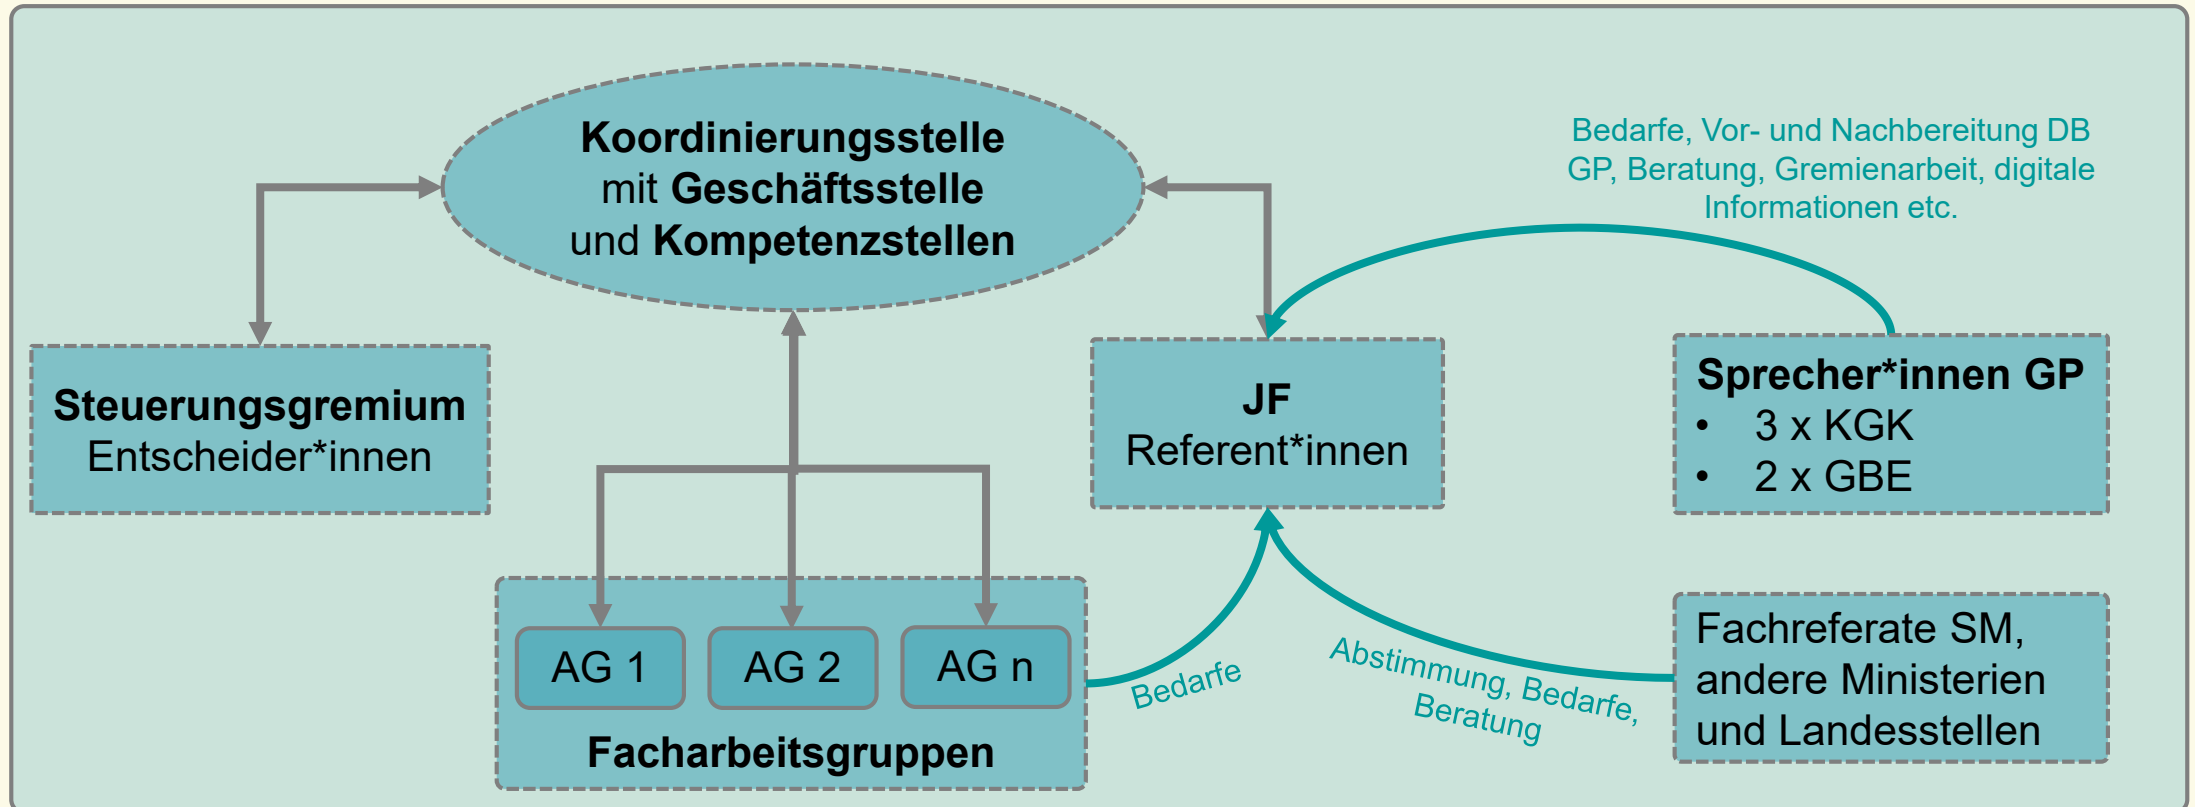 Koordinierungsstelle
mit Geschäftsstelle
und Kompetenzstellen
Bedarfe, Vor- und Nachbereitung DB
GP, Beratung, Gremienarbeit, digitale
Informationen etc.
Steuerungsgremium
Entscheider*innen
JF
Referent*innen
Sprecher*innen GP
• 3 x KGK
• 2 x GBE
AG 1
AG 2
AG n
Facharbeitsgruppen
Bedarfe
Abstimmung, Bedarfe,
Beratung
Fachreferate SM,
andere Ministerien
und Landesstellen